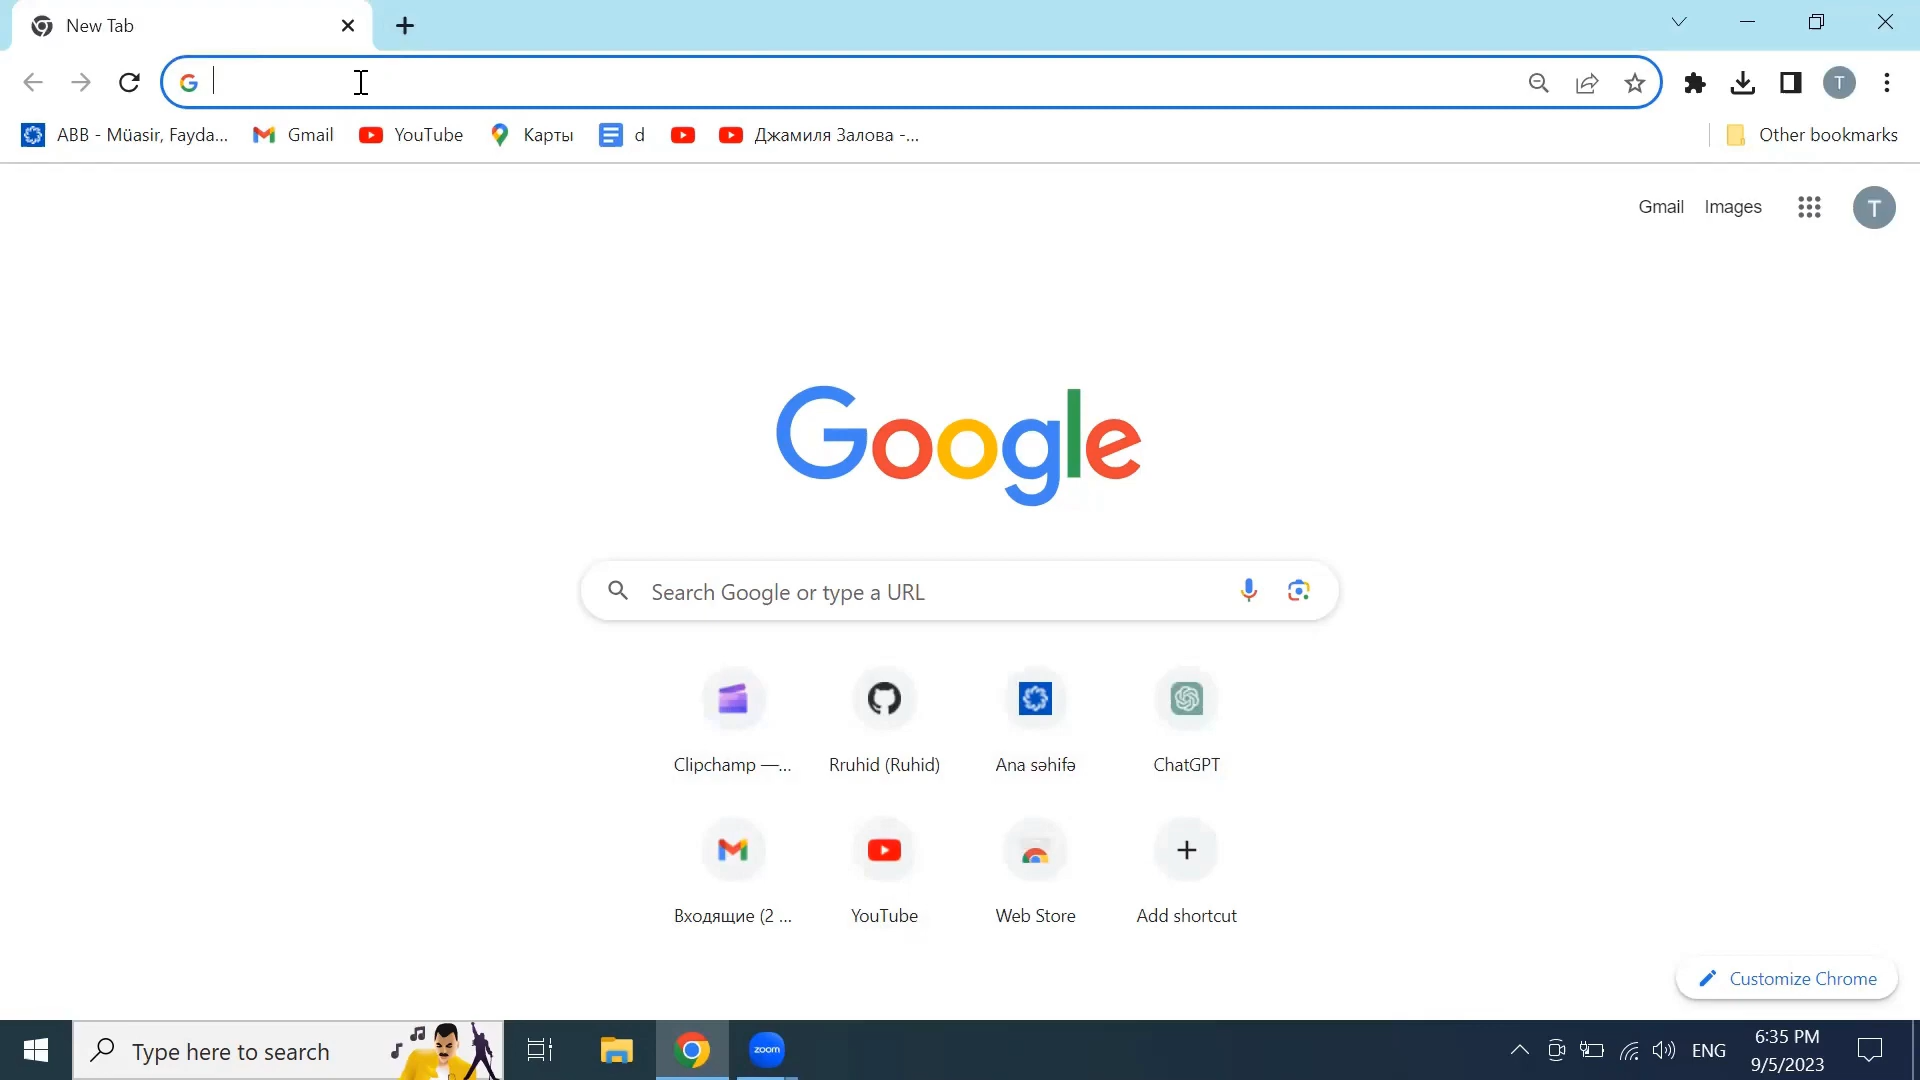 New Tab
ABB - Müasir, Fayda...
Gmail
YouTube
Карты
d
Джамиля Залова -...
Other bookmarks
Gmail
Images
T
T
Google
Search Google or type a URL
Clipchamp —...
Rruhid (Ruhid)
Ana səhifə
ChatGPT
Входящие (2 ...
YouTube
Web Store
Add shortcut
Customize Chrome
Type here to search
zoom
ENG
6:35 PM
9/5/2023